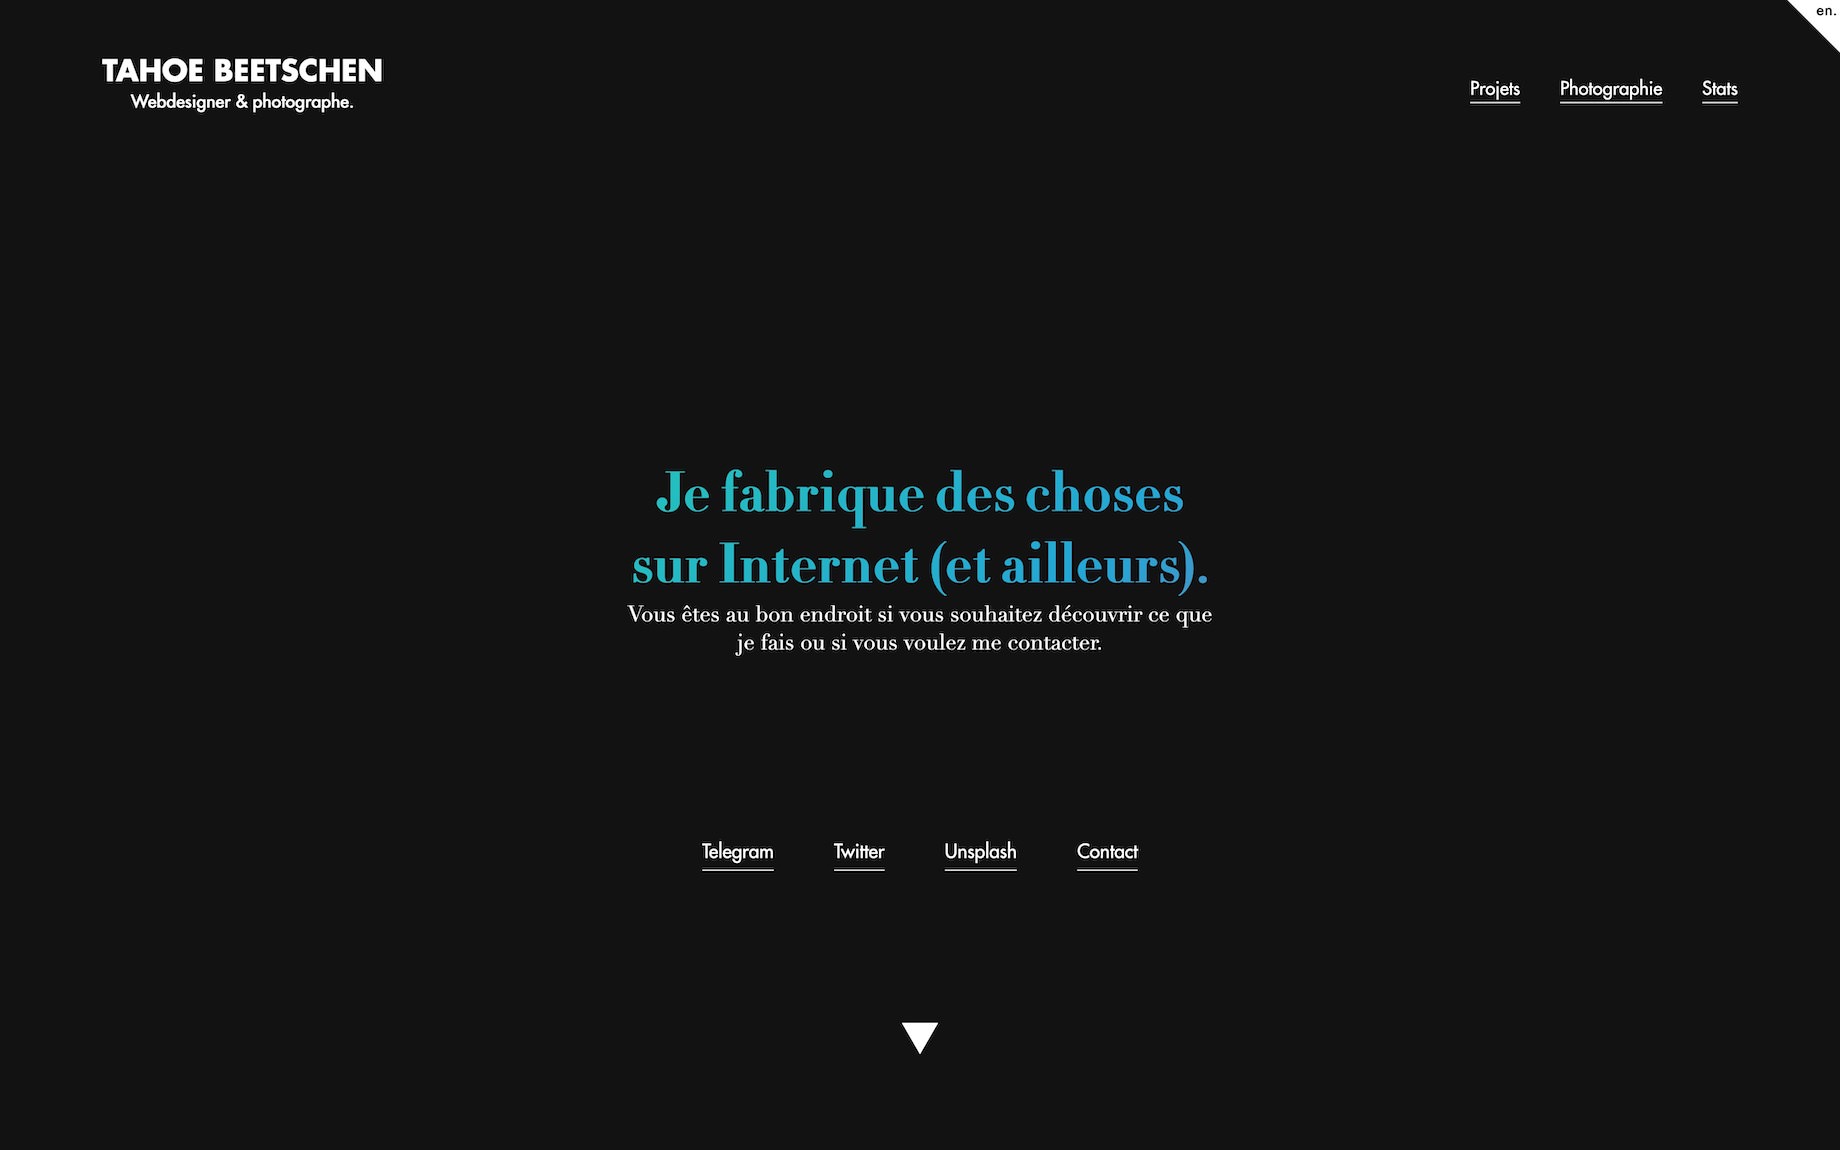 en.
TAHOE BEETSCHEN
Webdesigner & photographe.
Projets Photographie Stats
Je fabrique des choses
sur Internet (et ailleurs).
Vous êtes au bon endroit si vous souhaitez découvrir ce que
je fais ou si vous voulez me contacter.
Telegram Twitter Unsplash Contact